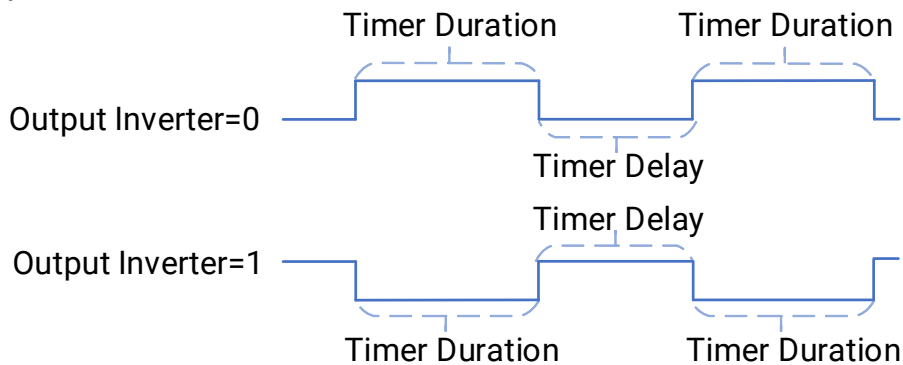 Timer Duration Timer Duration
Output Inverter=0
Timer Delay
Timer Delay
Output Inverter=1
Timer Duration Timer Duration